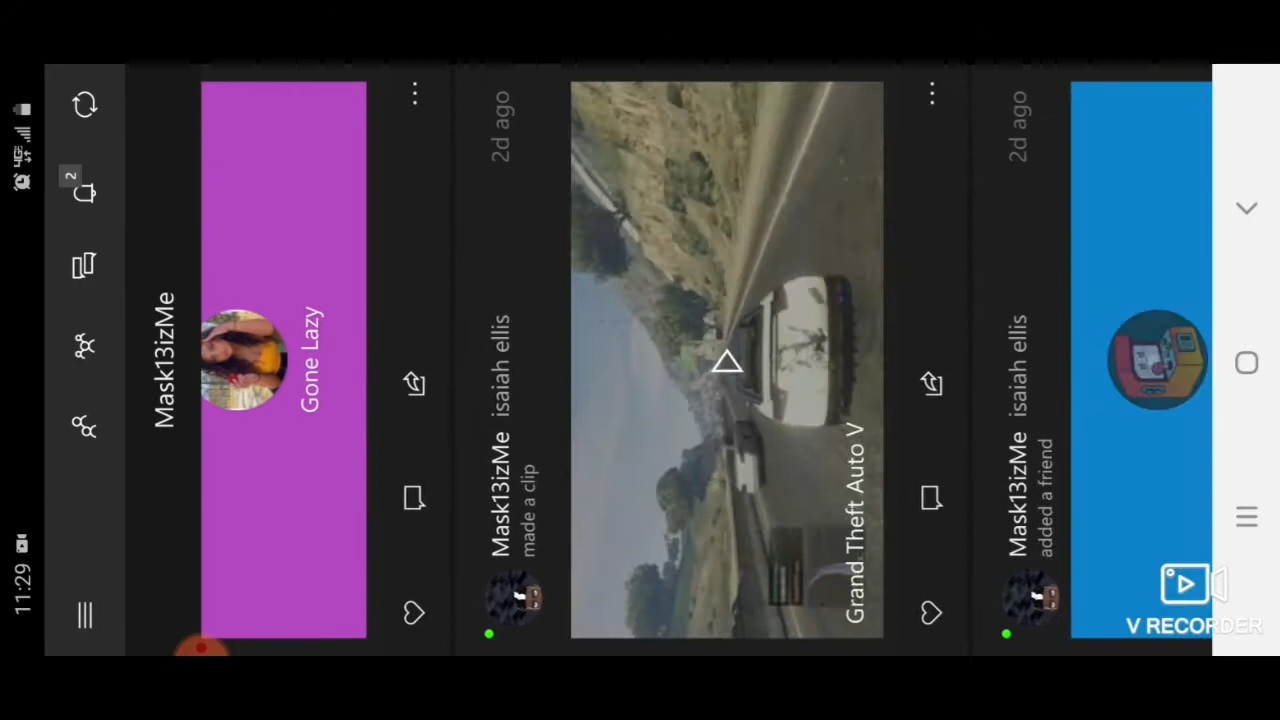 11:29
4GE
2
Mask13izMe
Gone Lazy
Mask13izMe isaiah ellis 2d ago
made a clip
Grand Theft Auto V
Mask13izMe isaiah ellis 2d ago
added a friend
V RECORDER